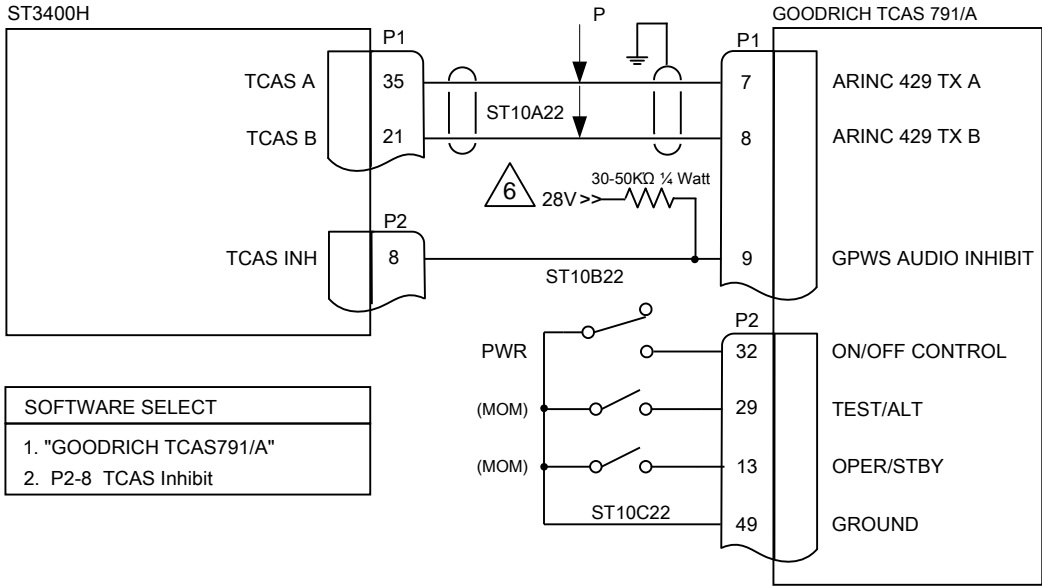 ST3400H
P
GOODRICH TCAS 791/A
P1
P1
TCAS A
35
7
ARINC 429 TX A
ST10A22
TCAS B
21
8
ARINC 429 TX B
6
28V >>
30-50KΩ ¼ Watt
P2
TCAS INH
8
9
GPWS AUDIO INHIBIT
ST10B22
P2
PWR
32
ON/OFF CONTROL
(MOM)
29
TEST/ALT
(MOM)
13
OPER/STBY
ST10C22
49
GROUND
SOFTWARE SELECT
1. "GOODRICH TCAS791/A"
2. P2-8 TCAS Inhibit